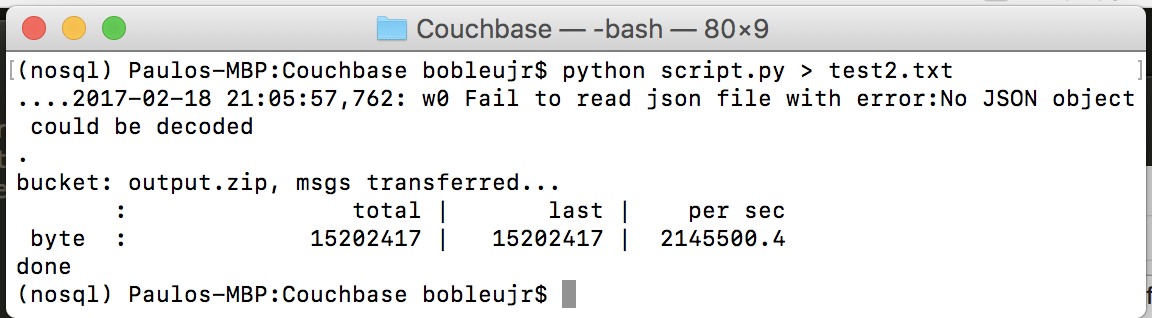 Couchbase — -bash — 80×9
[(nosql) Paulos-MBP:Couchbase bobleujr$ python script.py > test2.txt ]
....2017-02-18 21:05:57,762: w0 Fail to read json file with error:No JSON object
 could be decoded
.
bucket: output.zip, msgs transferred...
       :                total |       last |    per sec
 byte  :             15202417 |   15202417 |  2145500.4
done
(nosql) Paulos-MBP:Couchbase bobleujr$